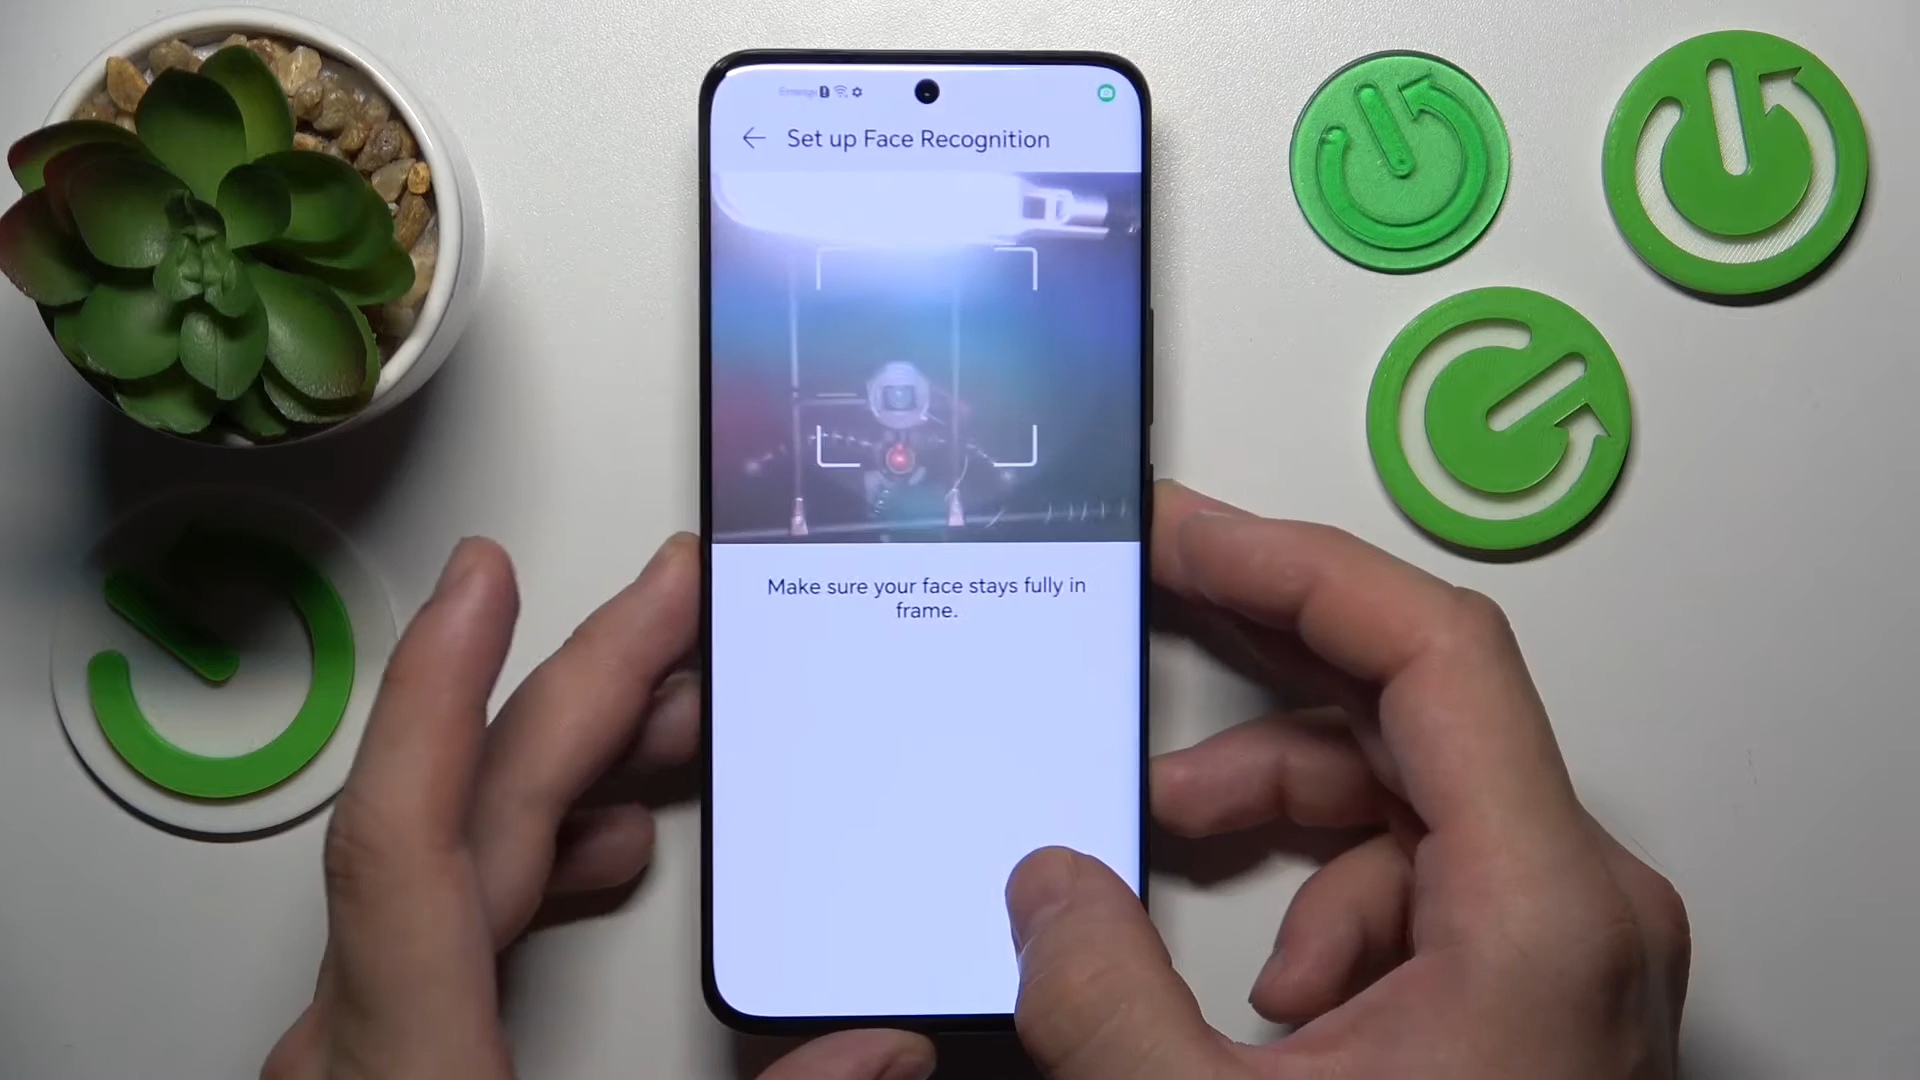 Set up Face Recognition
Make sure your face stays fully in
frame.